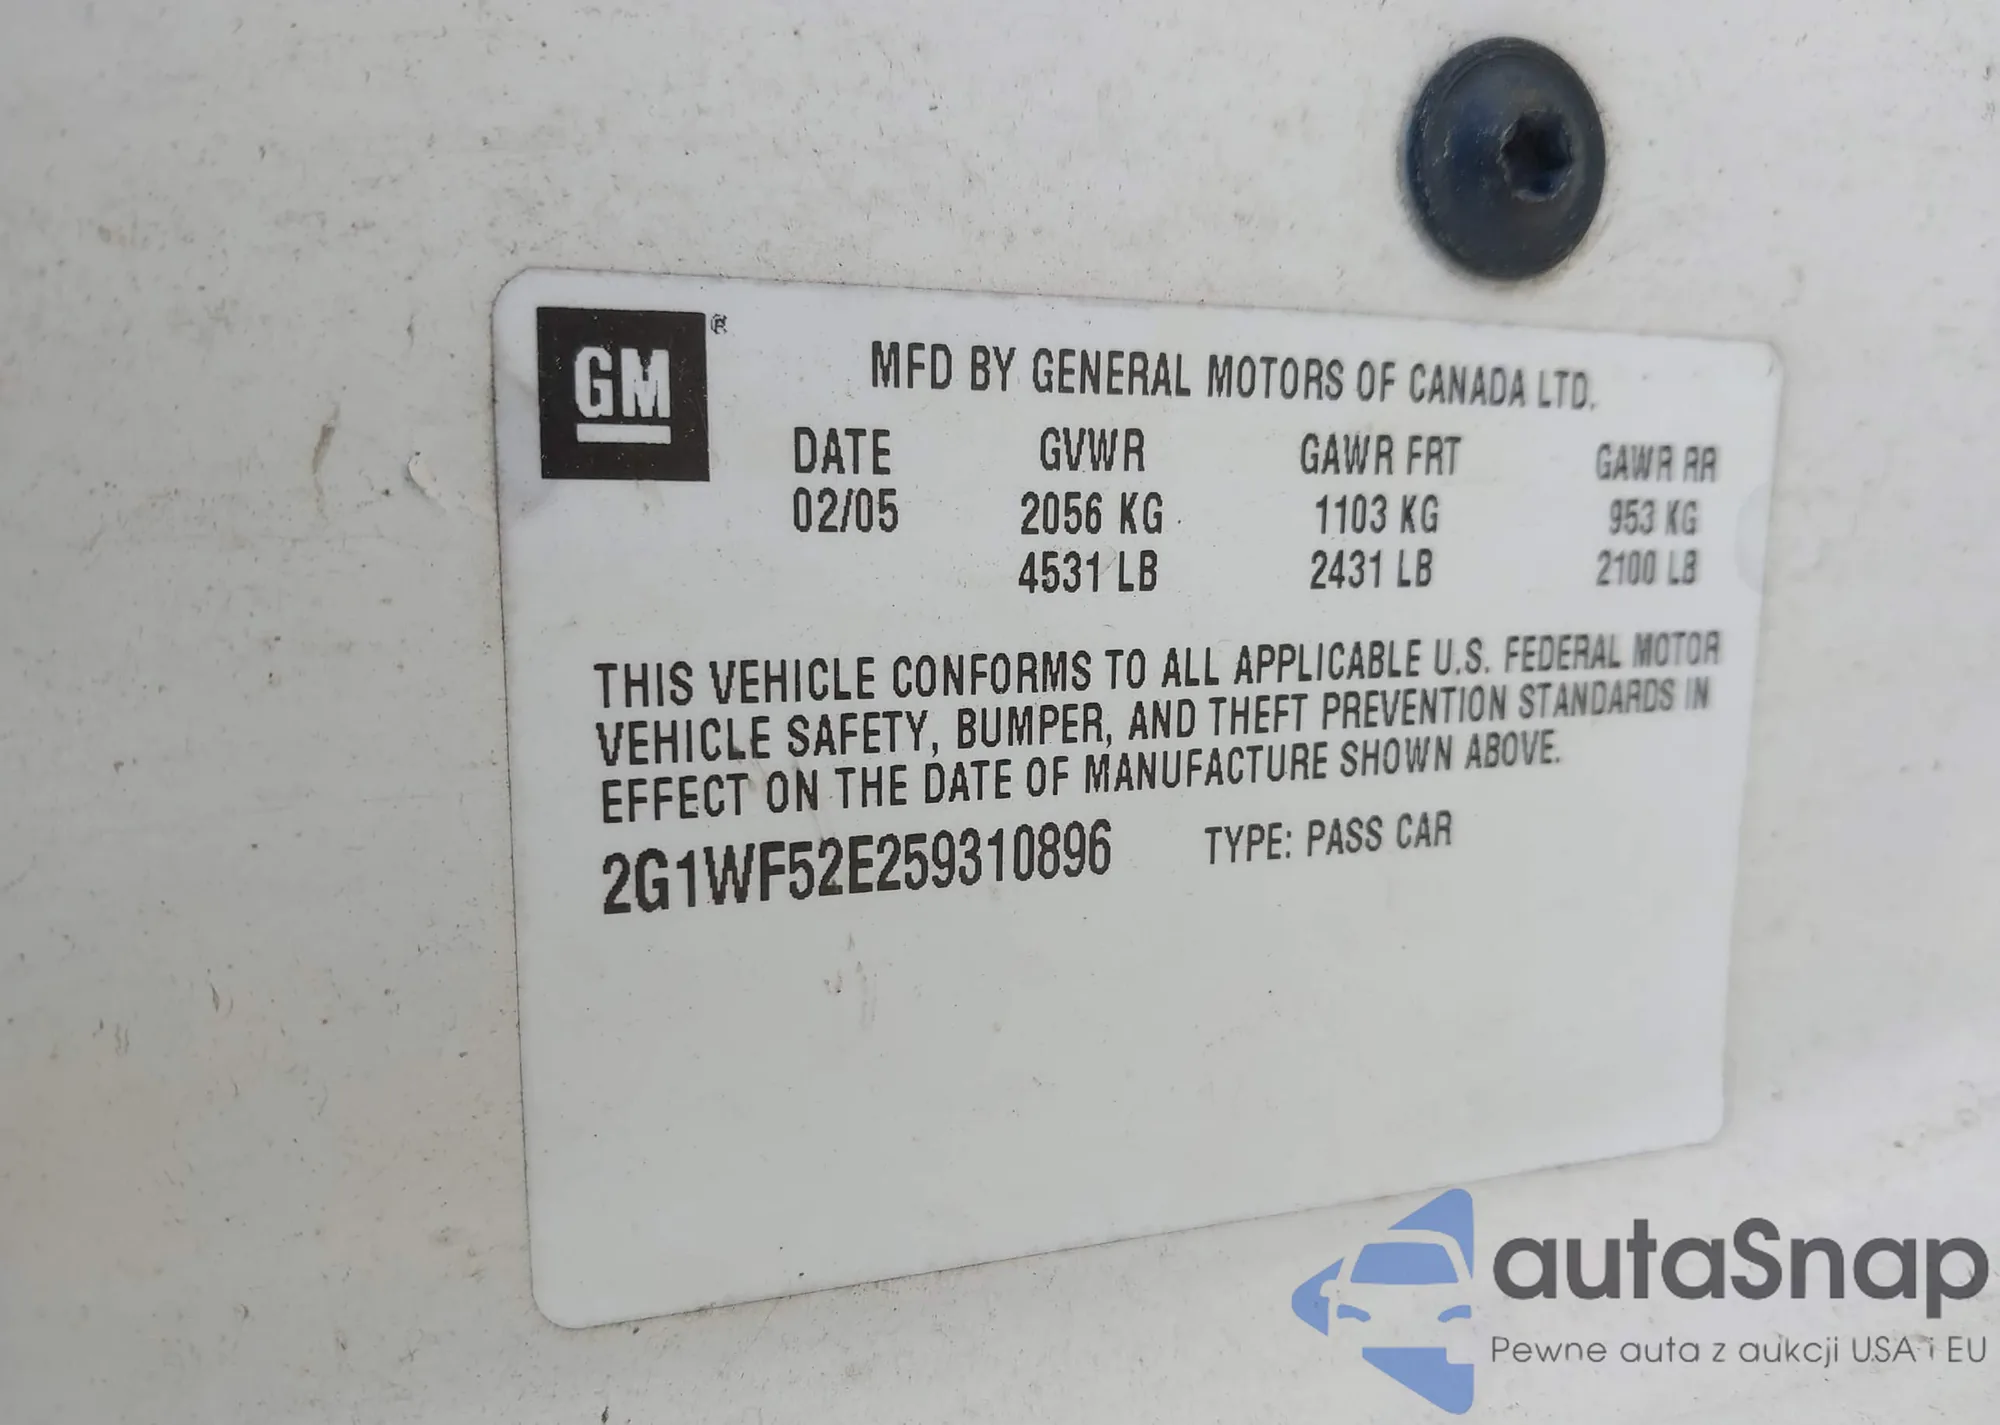 GM®
MFD BY GENERAL MOTORS OF CANADA LTD.
DATE GVWR GAWR FRT GAWR RR
02/05 2056 KG 1103 KG 953 KG
4531 LB 2431 LB 2100 LB
THIS VEHICLE CONFORMS TO ALL APPLICABLE U.S. FEDERAL MOTOR
VEHICLE SAFETY, BUMPER, AND THEFT PREVENTION STANDARDS IN
EFFECT ON THE DATE OF MANUFACTURE SHOWN ABOVE.
2G1WF52E259310896 TYPE: PASS CAR
autaSnap
Pewne auta z aukcji USA i EU